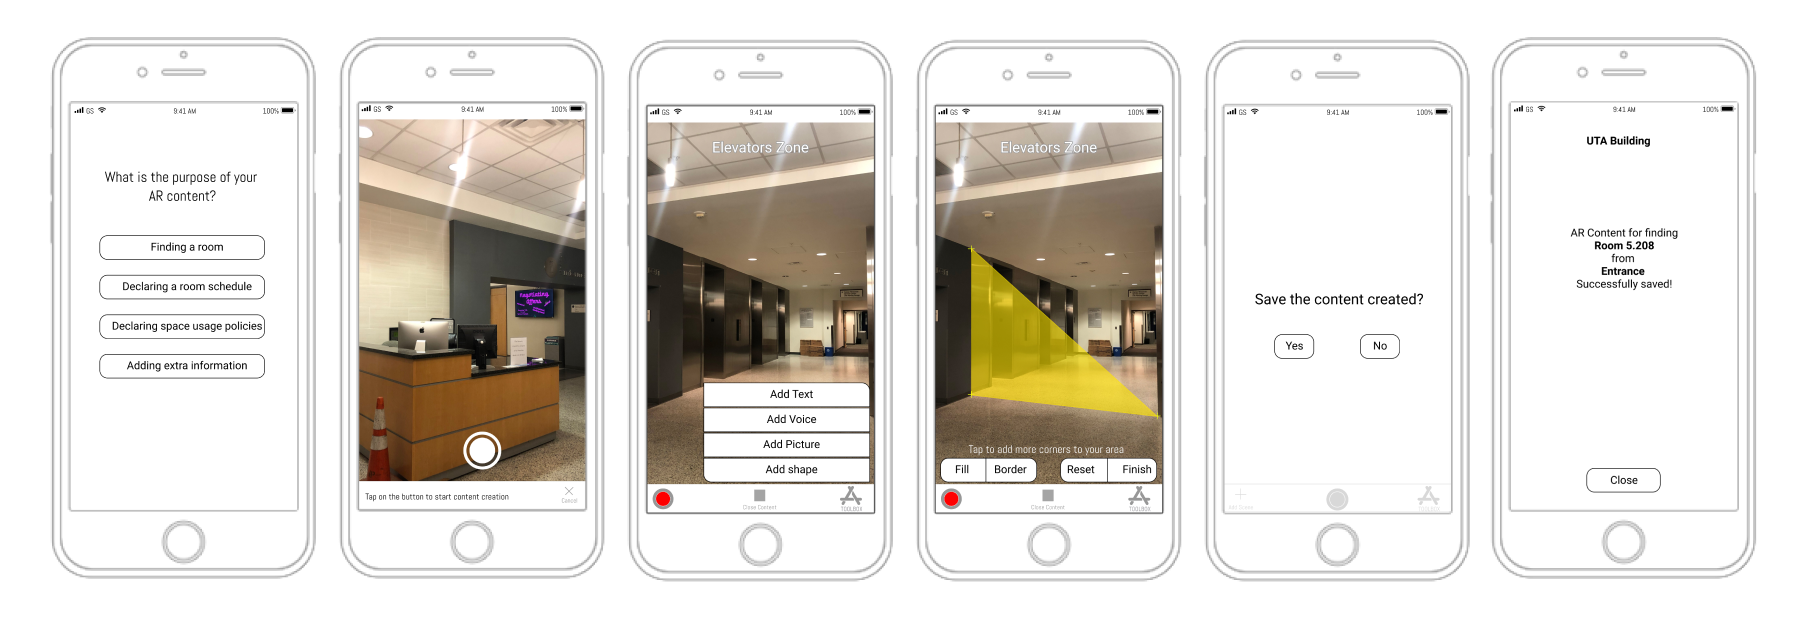 GS
9:41 AM
100%
What is the purpose of your
AR content?
Finding a room
Declaring a room schedule
Declaring space usage policies
Adding extra information
GS
9:41 AM
100%
negotiating
offers
Tap on the button to start content creation
Cancel
GS
9:41 AM
100%
Elevators Zone
Add Text
Add Voice
Add Picture
Add shape
Close Content
TOOLBOX
GS
9:41 AM
100%
Elevators Zone
Tap to add more corners to your area
Fill
Border
Reset
Finish
Close Content
TOOLBOX
GS
9:41 AM
100%
Save the content created?
Yes
No
TOOLBOX
GS
9:41 AM
100%
UTA Building
AR Content for finding
Room 5.208
from
Entrance
Successfully saved!
Close